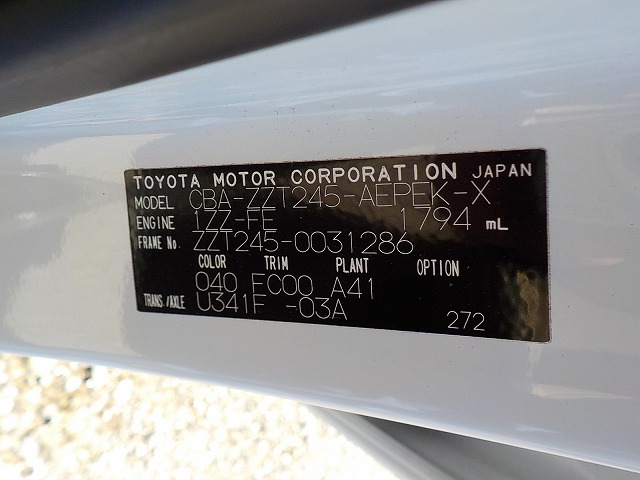 TOYOTA MOTOR CORPORATION JAPAN
MODEL CBA-ZZT245-AEPEK-X
ENGINE 1ZZ-FE 1794 mL
FRAME No. ZZT245-0031286
COLOR TRIM PLANT OPTION
040 FC00 A41
TRANS./AXLE U341F -03A
272